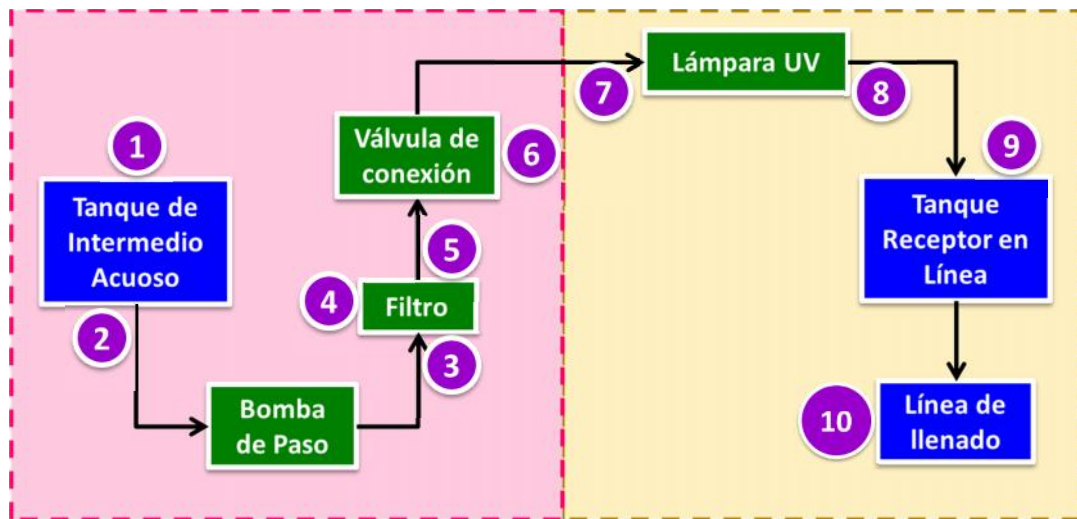 1
Tanque de
Intermedio
Acuoso
2
Bomba
de Paso
3
4
Filtro
5
Válvula de
conexión
6
7
Lámpara UV
8
9
Tanque
Receptor en
Línea
10
Línea de
llenado